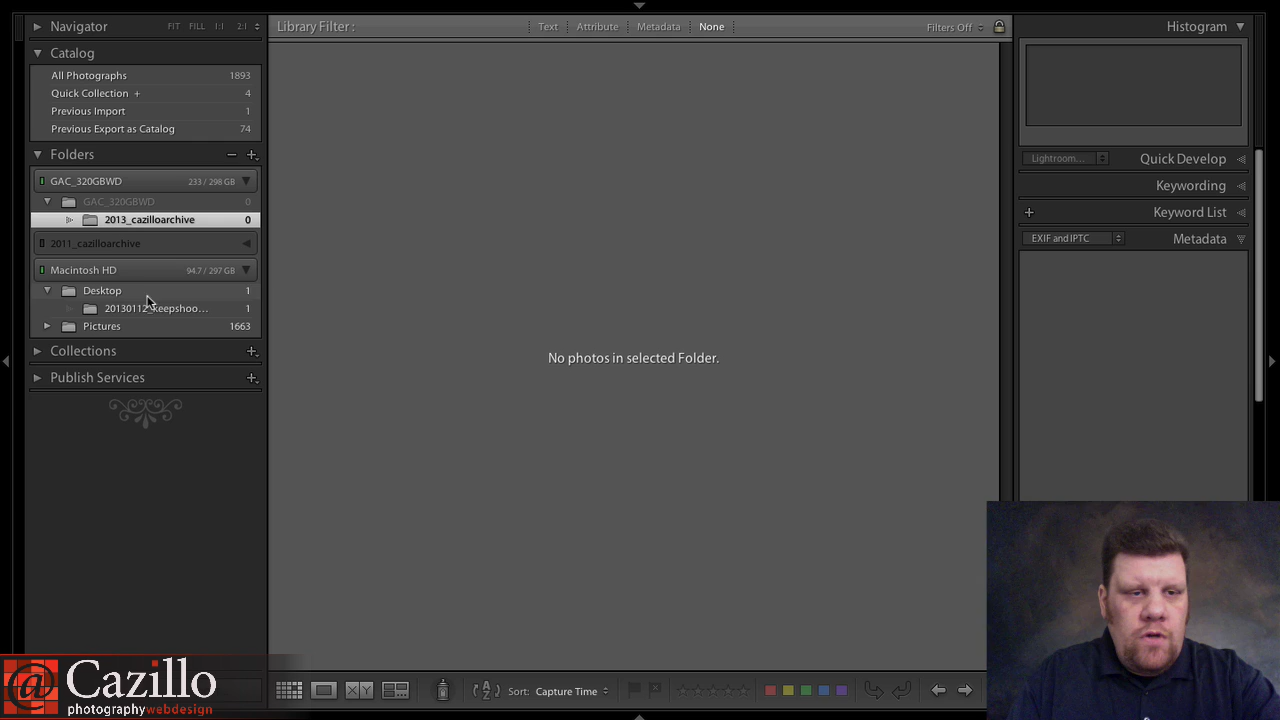 Navigator FIT FILL 1:1 2:1
Catalog
All Photographs 1893
Quick Collection + 4
Previous Import 1
Previous Export as Catalog 74
Folders
GAC_320GBWD 233 / 298 GB
GAC_320GBWD 0
2013_cazilloarchive 0
2011_cazilloarchive
Macintosh HD 94.7 / 297 GB
Desktop 1
20130112_keepshoo... 1
Pictures 1663
Collections
Publish Services
Library Filter : Text Attribute Metadata None Filters Off
No photos in selected Folder.
Sort: Capture Time
Histogram
Lightroom... Quick Develop
Keywording
Keyword List
EXIF and IPTC Metadata
@ Cazillo
photographywebdesign